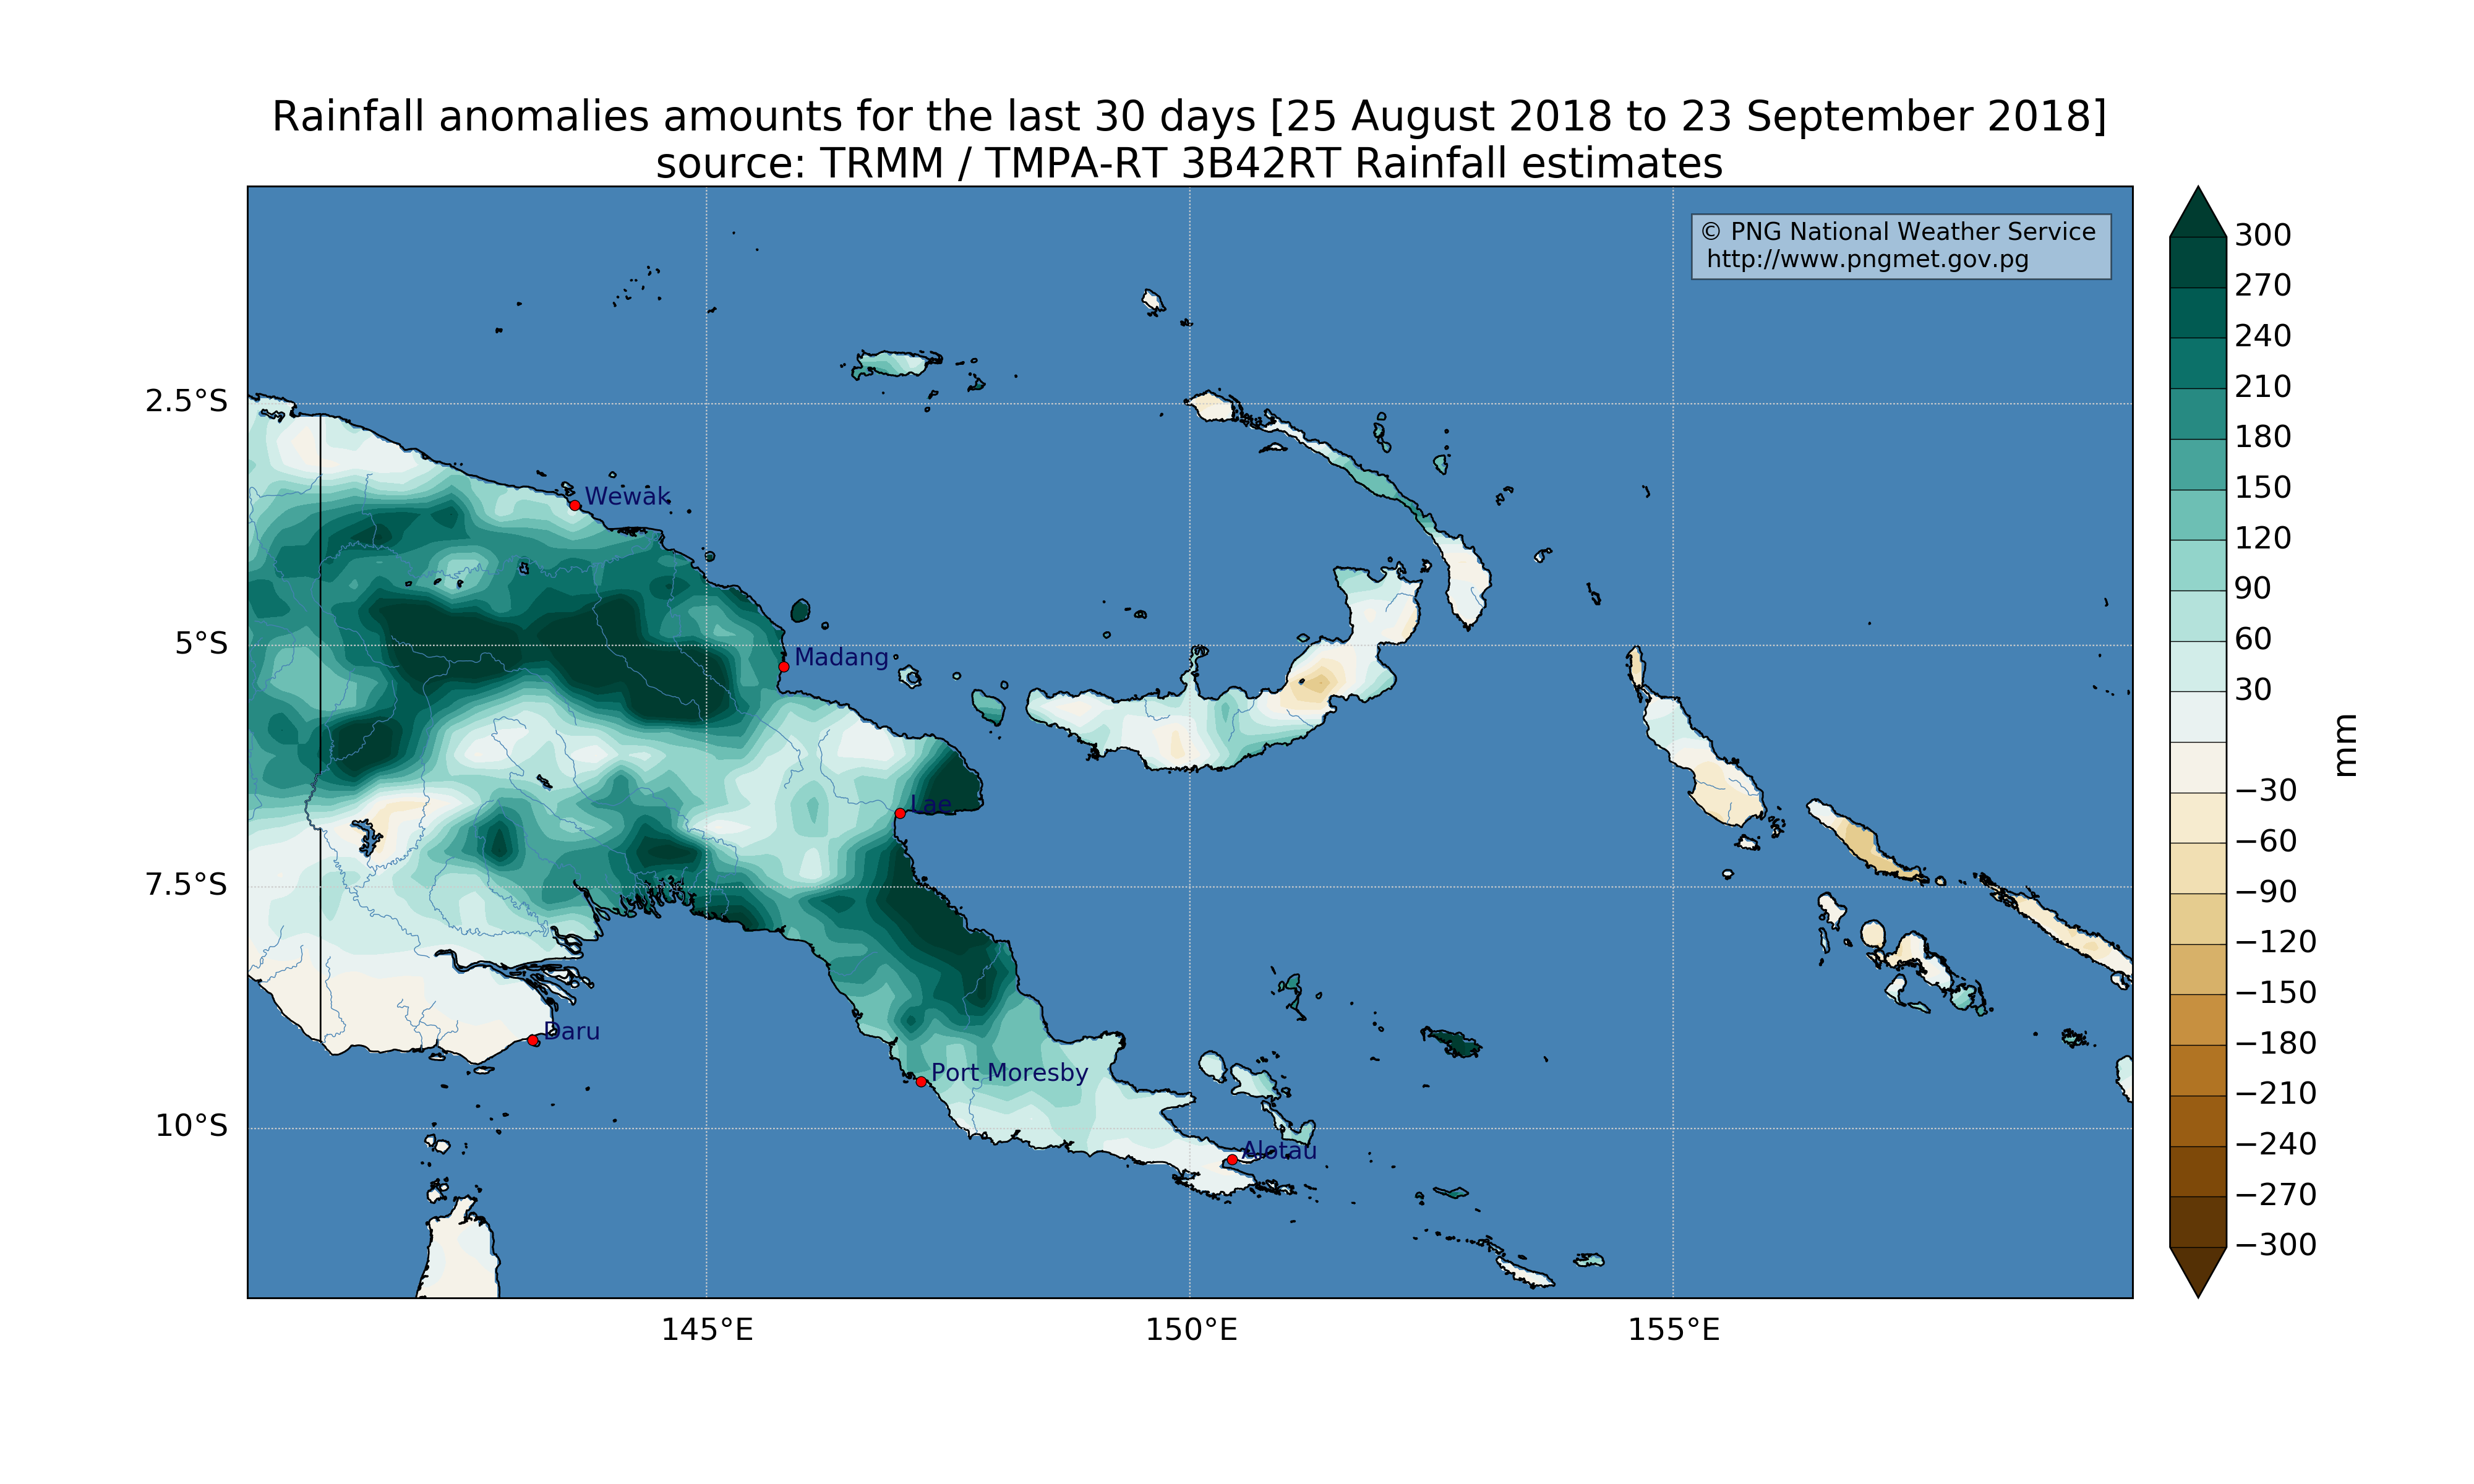 Rainfall anomalies amounts for the last 30 days [25 August 2018 to 23 September 2018]
source: TRMM / TMPA-RT 3B42RT Rainfall estimates
© PNG National Weather Service
http://www.pngmet.gov.pg
2.5°S
5°S
7.5°S
10°S
Wewak
Madang
Lae
Daru
Port Moresby
Alotau
145°E
150°E
155°E
300
270
240
210
180
150
120
90
60
30
−30
−60
−90
−120
−150
−180
−210
−240
−270
−300
mm